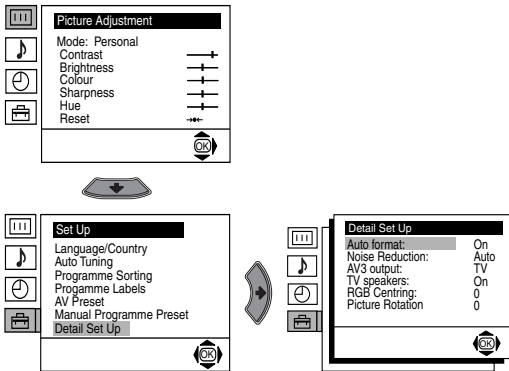 Picture Adjustment
Mode: Personal
Contrast
Brightness
Colour
Sharpness
Hue
Reset
OK
Set Up
Language/Country
Auto Tuning
Programme Sorting
Progamme Labels
AV Preset
Manual Programme Preset
Detail Set Up
OK
Detail Set Up
Auto format: On
Noise Reduction: Auto
AV3 output: TV
TV speakers: On
RGB Centring: 0
Picture Rotation 0
OK